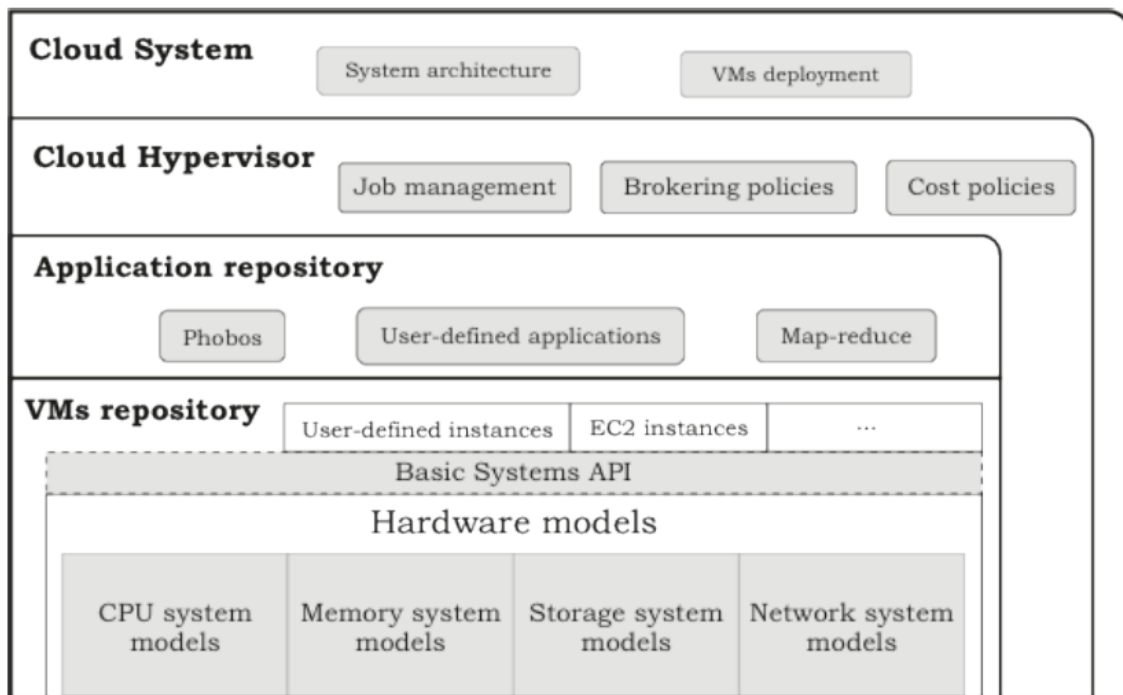 Cloud System
System architecture
VMs deployment
Cloud Hypervisor
Job management
Brokering policies
Cost policies
Application repository
Phobos
User-defined applications
Map-reduce
VMs repository
User-defined instances
EC2 instances
...
Basic Systems API
Hardware models
CPU system
models
Memory system
models
Storage system
models
Network system
models